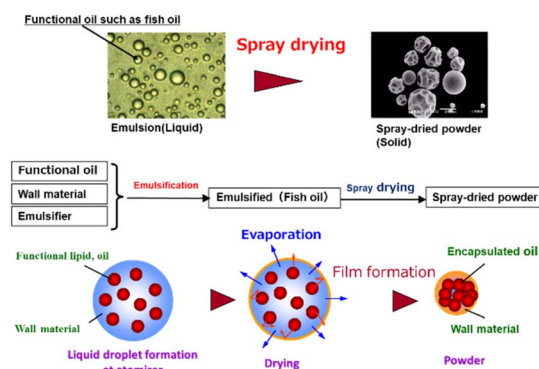 Functional oil such as fish oil
Spray drying
Emulsion(Liquid)
Spray-dried powder
(Solid)
Functional oil
Wall material
Emulsifier
Emulsification
Emulsified (Fish oil)
Spray drying
Spray-dried powder
Functional lipid, oil
Wall material
Liquid droplet formation
at atomizer
Evaporation
Film formation
Drying
Encapsulated oil
Wall material
Powder